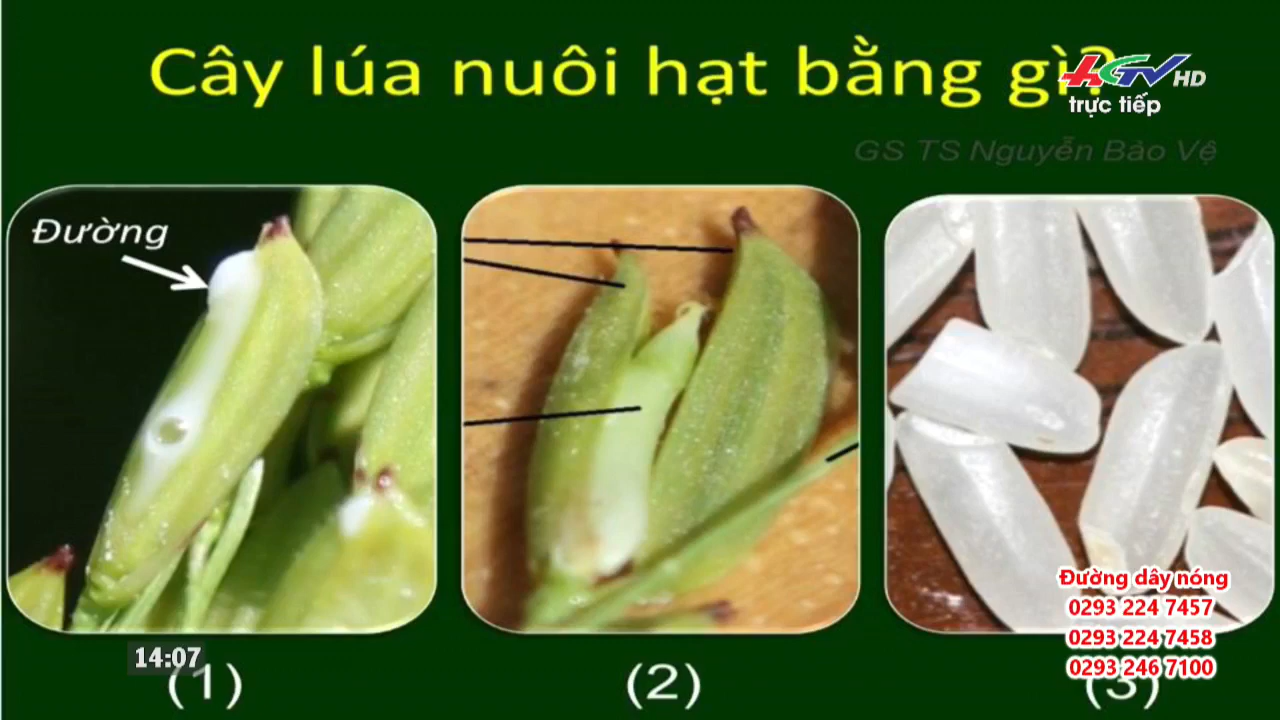 Cây lúa nuôi hạt bằng gì?
HGTV HD
trực tiếp
GS TS Nguyễn Bảo Vệ
Đường
Đường dây nóng
0293 224 7457
0293 224 7458
0293 246 7100
14:07
(1)
(2)
(3)